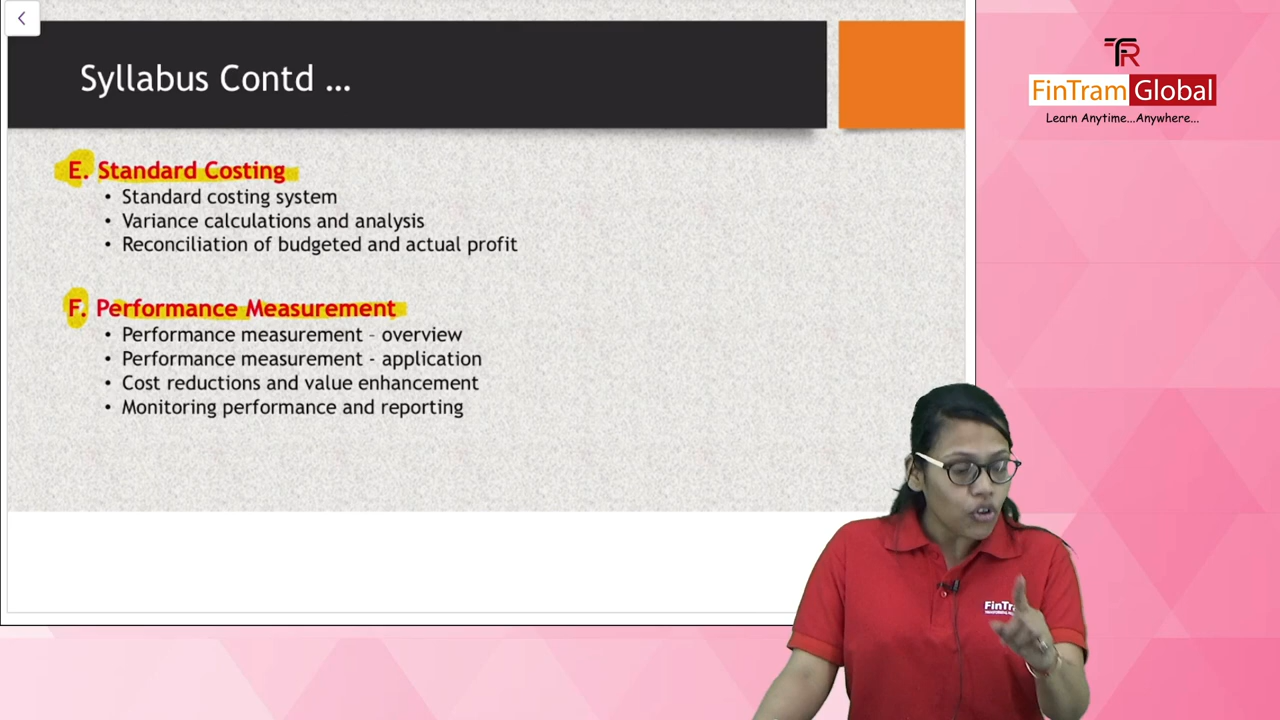 Syllabus Contd ...
E. Standard Costing
• Standard costing system
• Variance calculations and analysis
• Reconciliation of budgeted and actual profit
F. Performance Measurement
• Performance measurement – overview
• Performance measurement - application
• Cost reductions and value enhancement
• Monitoring performance and reporting
FinTram Global
Learn Anytime...Anywhere...